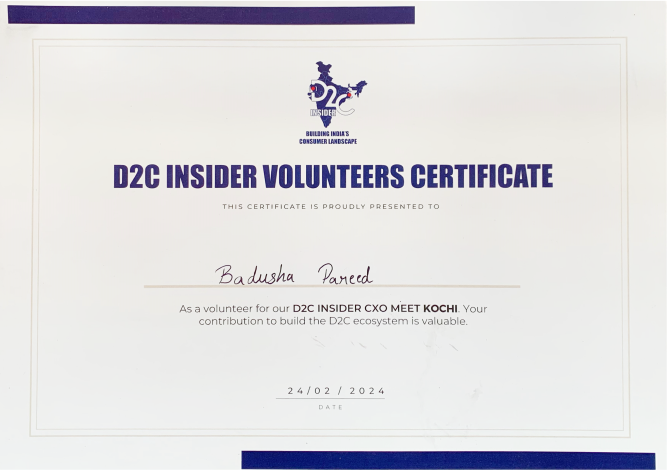 D2C
INSIDER
BUILDING INDIA'S
CONSUMER LANDSCAPE
D2C INSIDER VOLUNTEERS CERTIFICATE
THIS CERTIFICATE IS PROUDLY PRESENTED TO
Badusha Pareed
As a volunteer for our D2C INSIDER CXO MEET KOCHI. Your
contribution to build the D2C ecosystem is valuable.
24/02 / 2024
DATE